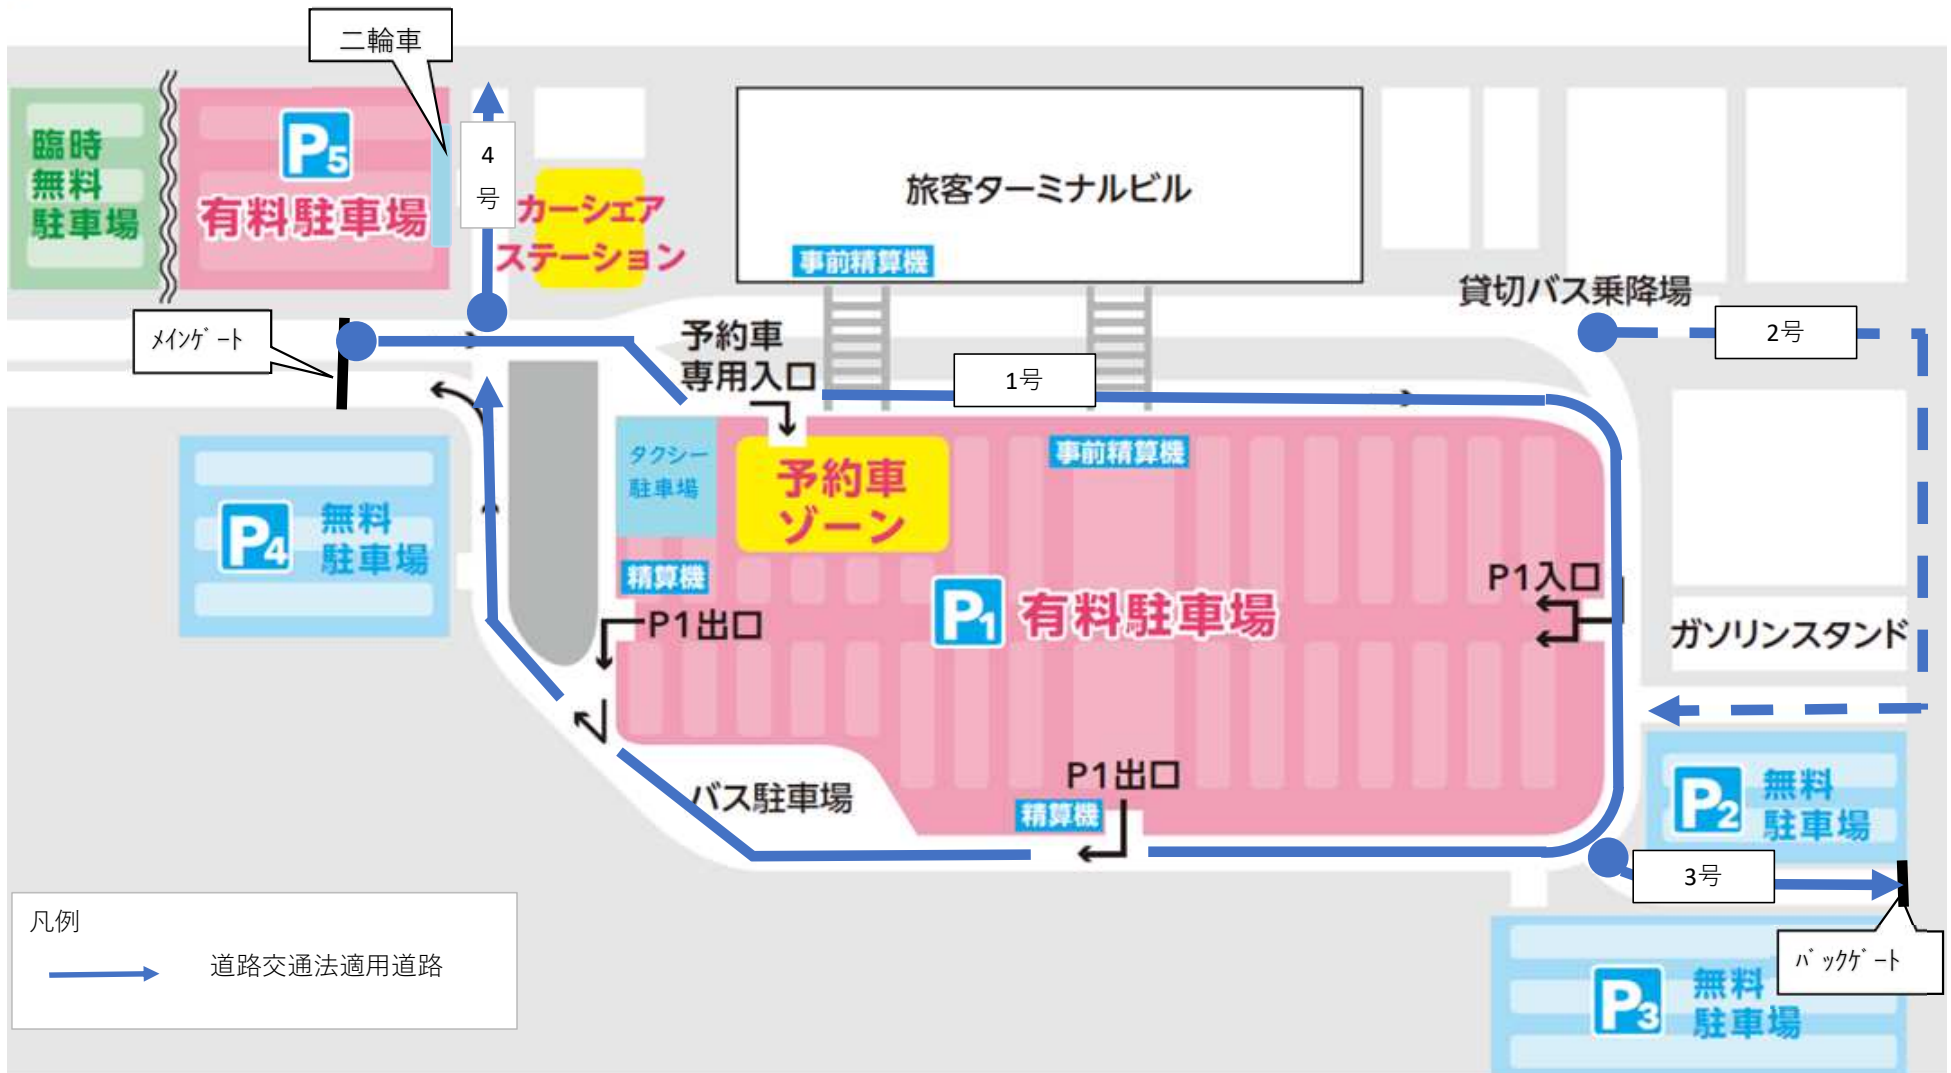 二輪車
臨時
無料
駐車場
P5
有料駐車場
4
号
カーシェア
ステーション
旅客ターミナルビル
事前精算機
貸切バス乗降場
ﾒｲﾝｹﾞｰﾄ
予約車
専用入口
1号
2号
タクシー
駐車場
予約車
ゾーン
事前精算機
P4
無料
駐車場
精算機
P1出口
P1
有料駐車場
P1入口
ガソリンスタンド
バス駐車場
P1出口
精算機
P2
無料
駐車場
3号
凡例
道路交通法適用道路
ﾊﾞｯｸｹﾞｰﾄ
P3
無料
駐車場